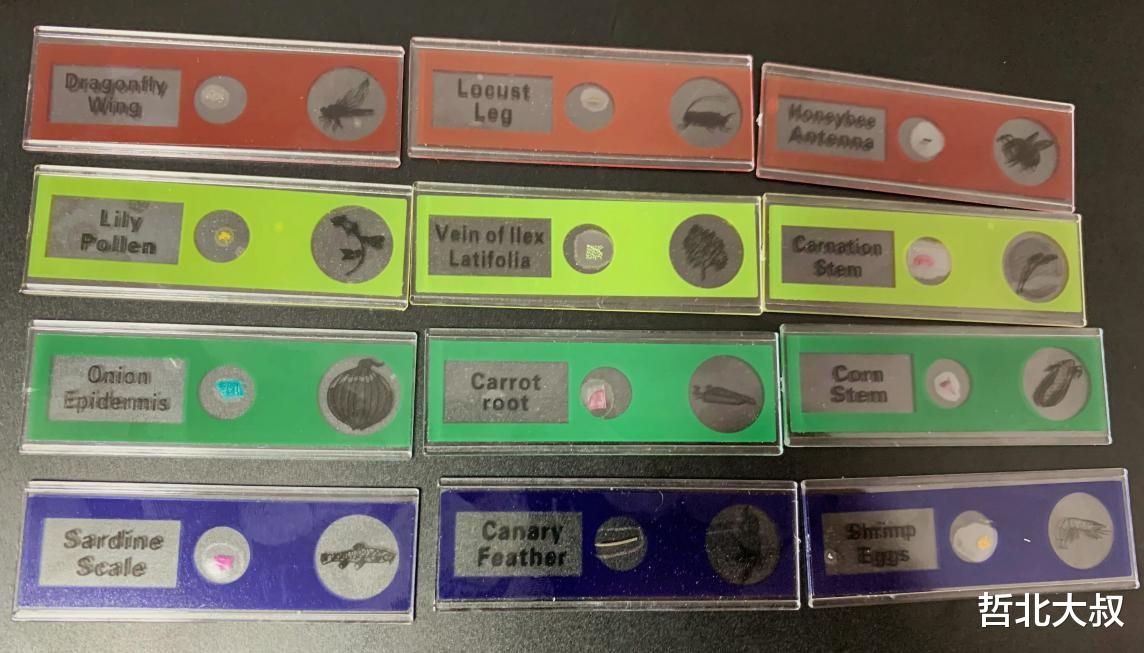 Dragonfly
Wing
Locust
Leg
Honeybee
Antenna
Lily
Pollen
Vein of Ilex
Latifolia
Carnation
Stem
Onion
Epidermis
Carrot
root
Corn
Stem
Sardine
Scale
Canary
Feather
Shrimp
Eggs
哲北大叔